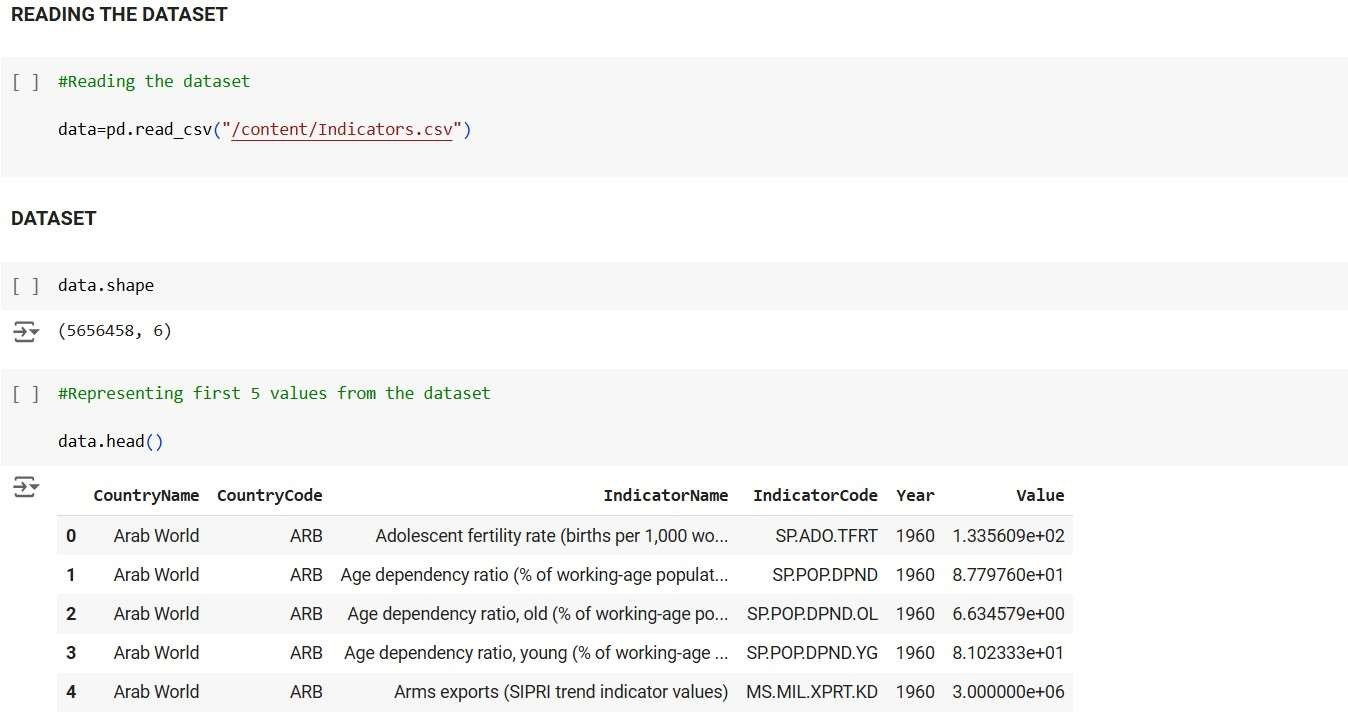 READING THE DATASET
[ ] #Reading the dataset
data=pd.read_csv("/content/Indicators.csv")
DATASET
[ ] data.shape
(5656458, 6)
[ ] #Representing first 5 values from the dataset
data.head()
CountryName CountryCode IndicatorName IndicatorCode Year Value
0 Arab World ARB Adolescent fertility rate (births per 1,000 wo... SP.ADO.TFRT 1960 1.335609e+02
1 Arab World ARB Age dependency ratio (% of working-age populat... SP.POP.DPND 1960 8.779760e+01
2 Arab World ARB Age dependency ratio, old (% of working-age po... SP.POP.DPND.OL 1960 6.634579e+00
3 Arab World ARB Age dependency ratio, young (% of working-age ... SP.POP.DPND.YG 1960 8.102333e+01
4 Arab World ARB Arms exports (SIPRI trend indicator values) MS.MIL.XPRT.KD 1960 3.000000e+06